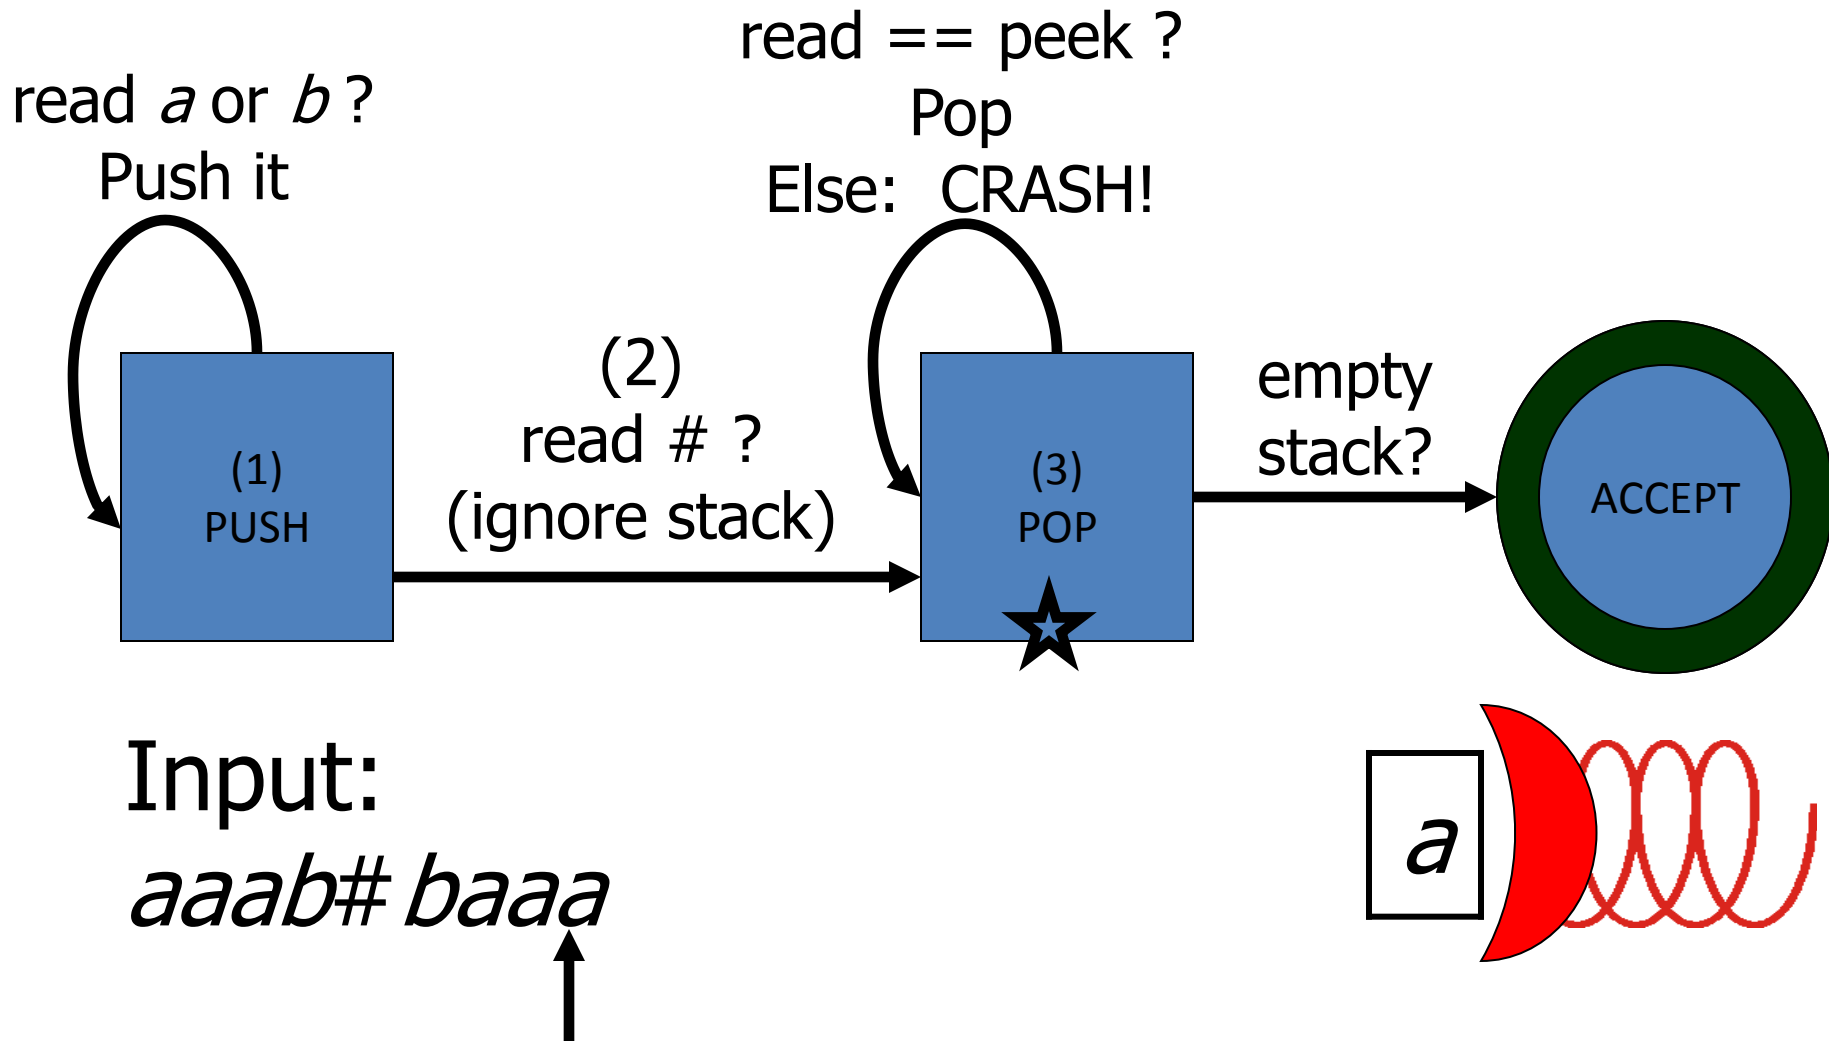 read == peek ?
Pop
Else: CRASH!
read a or b ?
Push it
(2)
read # ?
(ignore stack)
empty
stack?
(1)
PUSH
(3)
POP
ACCEPT
Input:
aaab#baaa
a